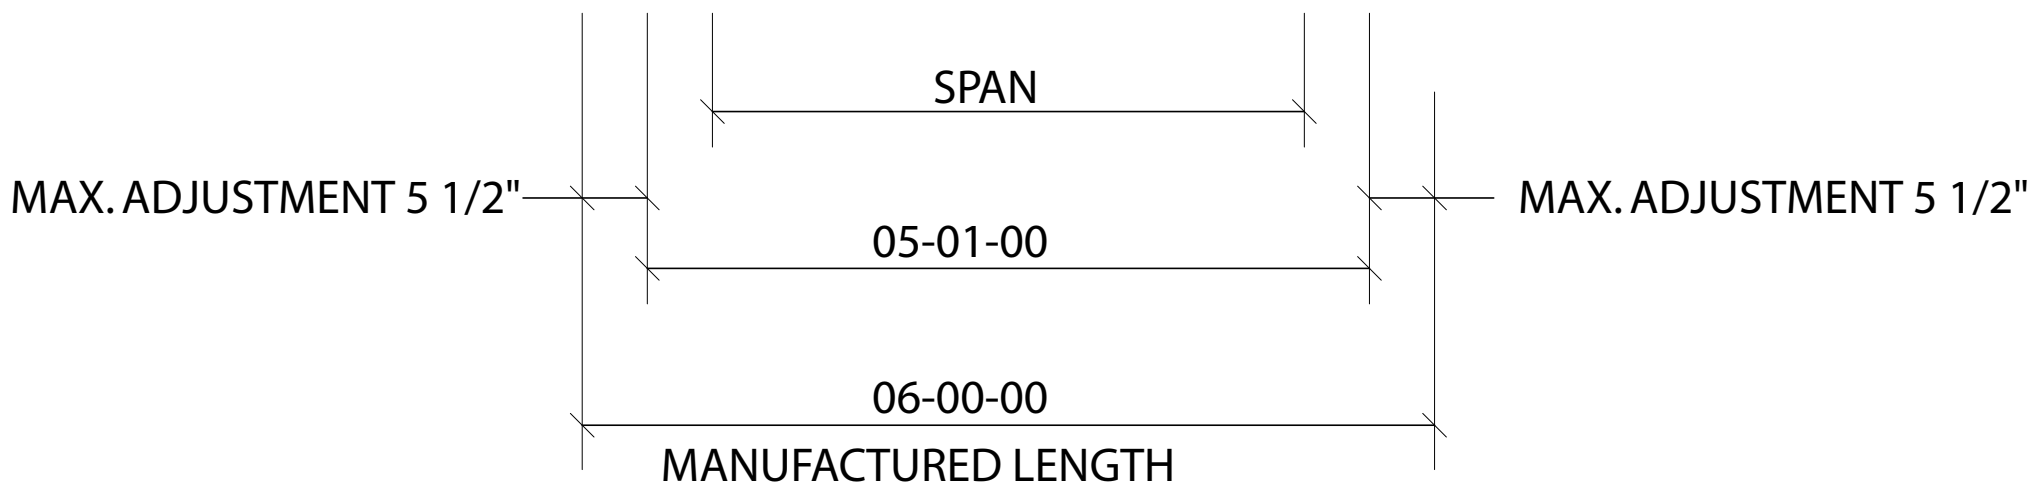 SPAN
MAX. ADJUSTMENT 5 1/2"
MAX. ADJUSTMENT 5 1/2"
05-01-00
06-00-00
MANUFACTURED LENGTH